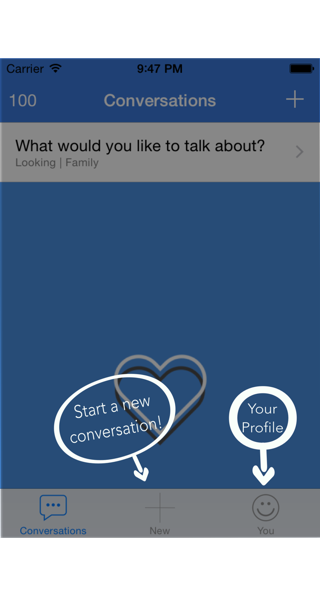 Carrier 9:47 PM
100 Conversations
What would you like to talk about?
Looking | Family
Start a new
conversation!
Your
Profile
Conversations New You